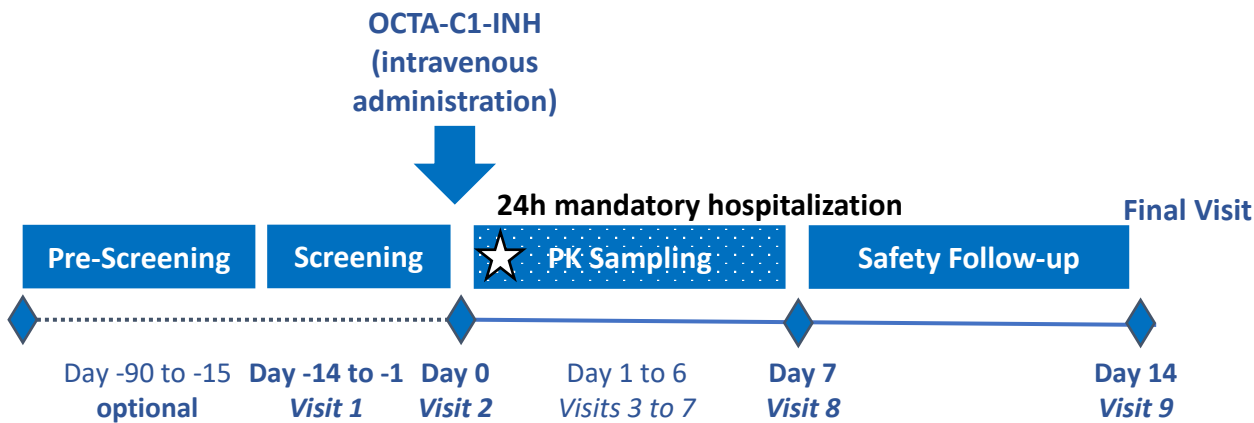 OCTA-C1-INH
(intravenous
administration)
24h mandatory hospitalization
Final Visit
Pre-Screening
Screening
PK Sampling
Safety Follow-up
Day -90 to -15
optional
Day -14 to -1
Visit 1
Day 0
Visit 2
Day 1 to 6
Visits 3 to 7
Day 7
Visit 8
Day 14
Visit 9